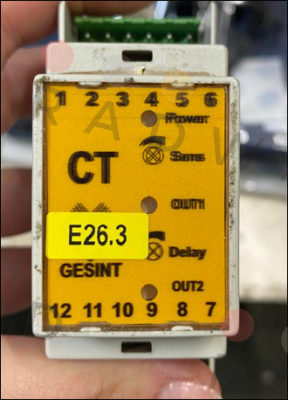 1 2 3 4 5 6
Power
CT
Sens
OUT1
E26.3
Delay
GEŠINT
OUT2
12 11 10 9 8 7